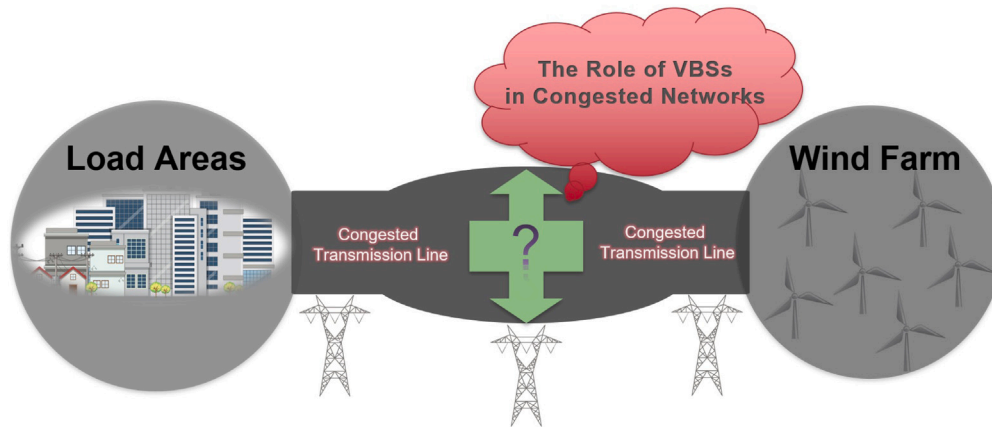 The Role of VBSs
in Congested Networks
Load Areas
Wind Farm
Congested
Transmission Line
?
Congested
Transmission Line